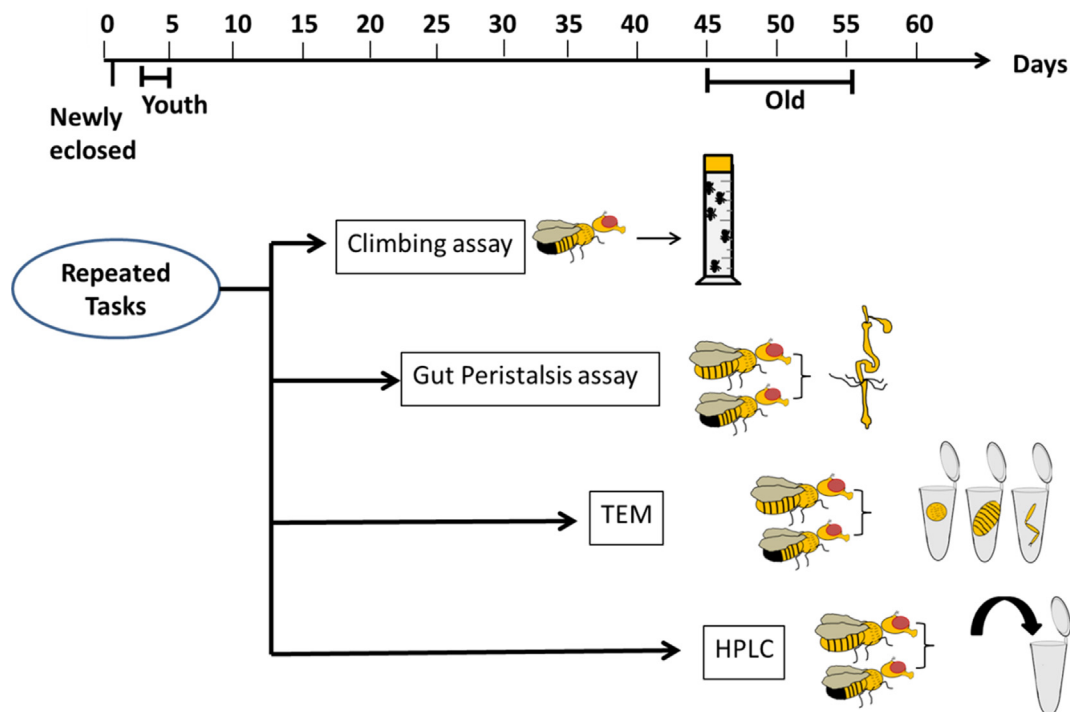 0 5 10 15 20 25 30 35 40 45 50 55 60
Days
Youth
Old
Newly
eclosed
Climbing assay
Repeated
Tasks
Gut Peristalsis assay
TEM
HPLC